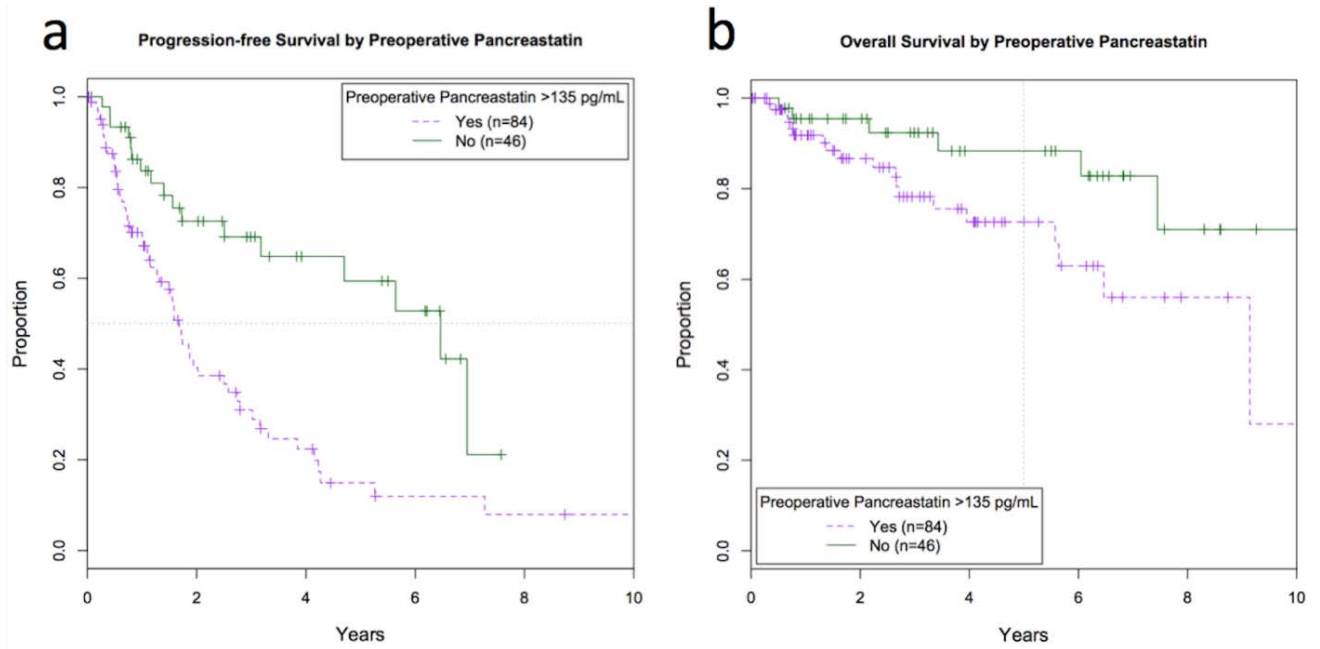 a
Progression-free Survival by Preoperative Pancreastatin
Preoperative Pancreastatin >135 pg/mL
Yes (n=84)
No (n=46)
Proportion
1.0
0.8
0.6
0.4
0.2
0.0
0 2 4 6 8 10
Years
b
Overall Survival by Preoperative Pancreastatin
Proportion
1.0
0.8
0.6
0.4
0.2
0.0
Preoperative Pancreastatin >135 pg/mL
Yes (n=84)
No (n=46)
0 2 4 6 8 10
Years